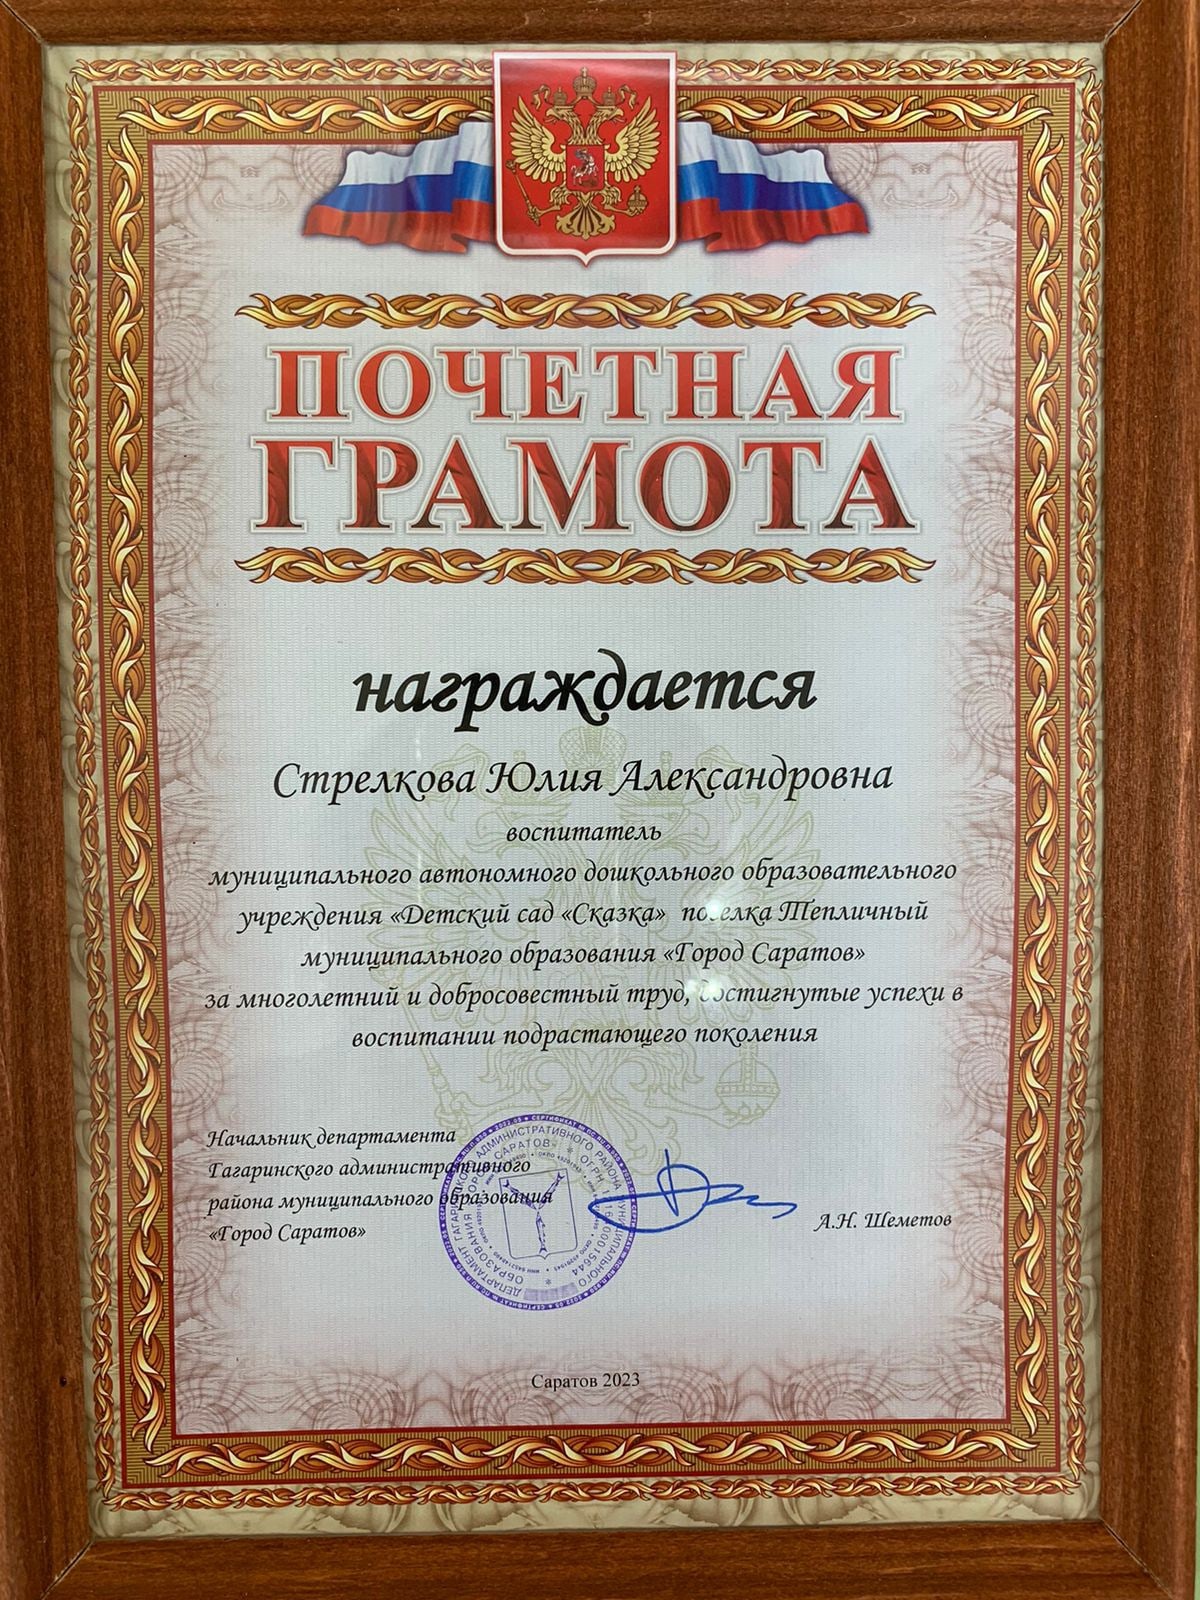 ПОЧЕТНАЯ
ГРАМОТА
награждается
Стрелкова Юлия Александровна
воспитатель
муниципального автономного дошкольного образовательного
учреждения «Детский сад «Сказка» поселка Тепличный
муниципального образования «Город Саратов»
за многолетний и добросовестный труд, достигнутые успехи в
воспитании подрастающего поколения
Начальник департамента
Гагаринского административного
района муниципального образования
«Город Саратов»
А.Н. Шеметов
Саратов 2023